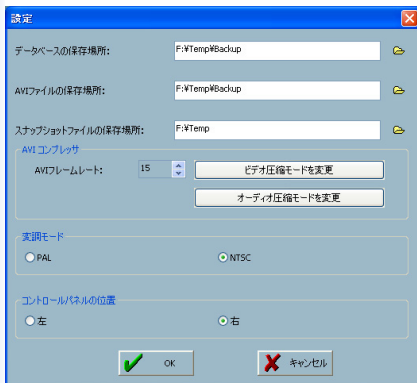 設定
データベースの保存場所: F:¥Temp¥Backup
AVIファイルの保存場所: F:¥Temp¥Backup
スナップショットファイルの保存場所: F:¥Temp
AVI コンプレッサ
AVIフレームレート: 15 ビデオ圧縮モードを変更
オーディオ圧縮モードを変更
変調モード
PAL NTSC
コントロールパネルの位置
左 右
OK キャンセル